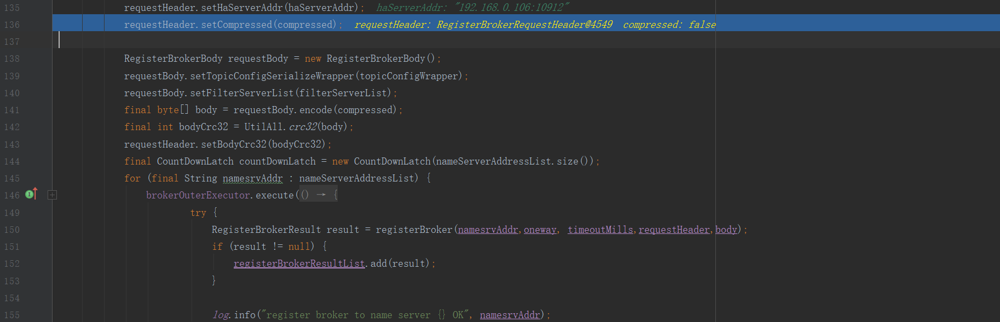 135 requestHeader.setHaServerAddr(haServerAddr); haServerAddr: "192.168.0.106:10912"
136 requestHeader.setCompressed(compressed); requestHeader: RegisterBrokerRequestHeader@4549 compressed: false
137
138 RegisterBrokerBody requestBody = new RegisterBrokerBody();
139 requestBody.setTopicConfigSerializeWrapper(topicConfigWrapper);
140 requestBody.setFilterServerList(filterServerList);
141 final byte[] body = requestBody.encode(compressed);
142 final int bodyCrc32 = UtilAll.crc32(body);
143 requestHeader.setBodyCrc32(bodyCrc32);
144 final CountDownLatch countDownLatch = new CountDownLatch(nameServerAddressList.size());
145 for (final String namesrvAddr : nameServerAddressList) {
146 brokerOuterExecutor.execute(() → {
149 try {
150 RegisterBrokerResult result = registerBroker(namesrvAddr,oneway, timeoutMills,requestHeader,body);
151 if (result != null) {
152 registerBrokerResultList.add(result);
153 }
154
155 log.info("register broker to name server {} OK", namesrvAddr);